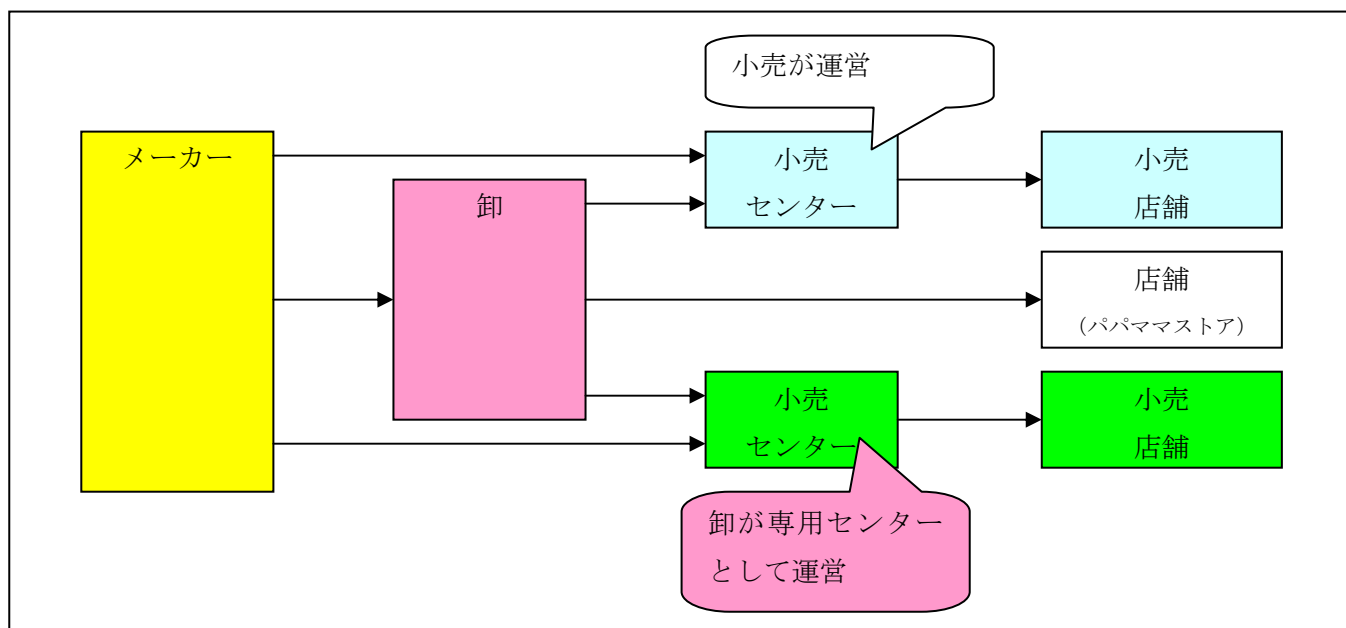 小売が運営
メーカー
卸
小売
センター
小売
店舗
店舗
（パパママストア）
小売
センター
小売
店舗
卸が専用センター
として運営